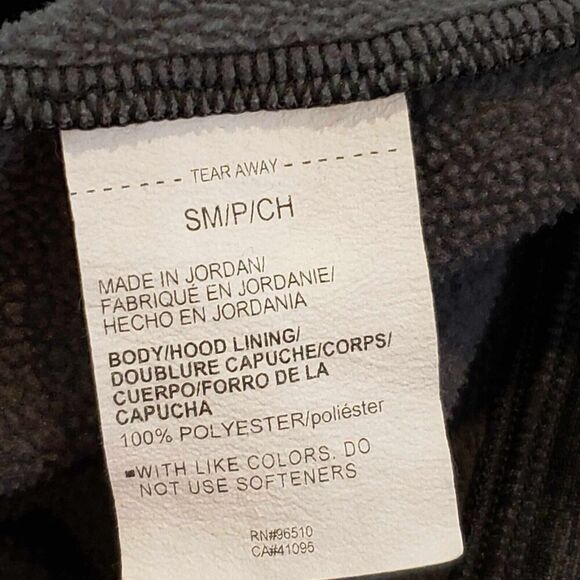 TEAR AWAY
SM/P/CH
MADE IN JORDAN/
FABRIQUÉ EN JORDANIE/
HECHO EN JORDANIA
BODY/HOOD LINING/
DOUBLURE CAPUCHE/CORPS/
CUERPO/FORRO DE LA
CAPUCHA
100% POLYESTER/poliéster
WITH LIKE COLORS. DO
NOT USE SOFTENERS
RN#96510
CA#41095